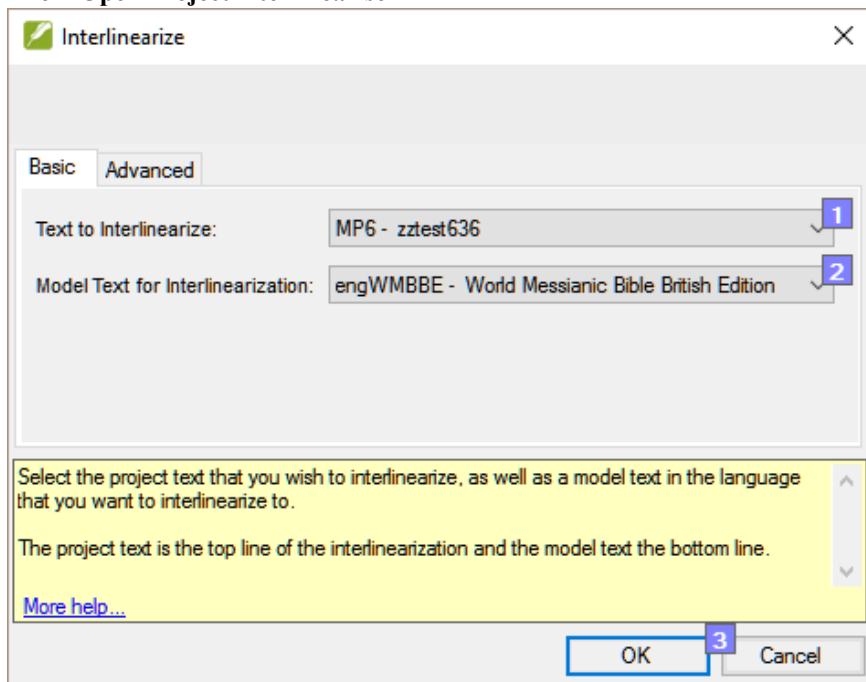 Interlinearize
Basic Advanced
Text to Interlinearize: MP6 - zztest636 1
Model Text for Interlinearization: engWMBBE - World Messianic Bible British Edition 2
Select the project text that you wish to interlinearize, as well as a model text in the language
that you want to interlinearize to.
The project text is the top line of the interlinearization and the model text the bottom line.
More help...
OK 3 Cancel